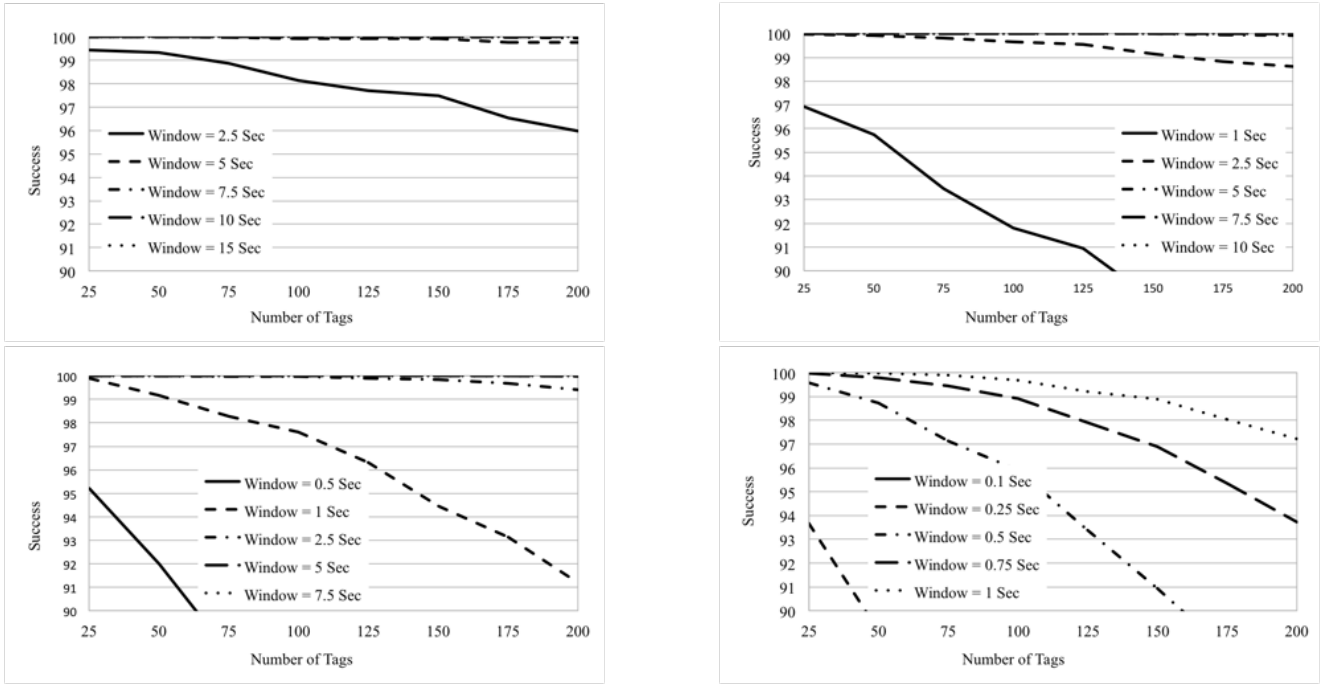 100
99
98
97
96
95
94
93
92
91
90
Success
Window = 2.5 Sec
Window = 5 Sec
Window = 7.5 Sec
Window = 10 Sec
Window = 15 Sec
25 50 75 100 125 150 175 200
Number of Tags
100
99
98
97
96
95
94
93
92
91
90
Success
Window = 1 Sec
Window = 2.5 Sec
Window = 5 Sec
Window = 7.5 Sec
Window = 10 Sec
25 50 75 100 125 150 175 200
Number of Tags
100
99
98
97
96
95
94
93
92
91
90
Success
Window = 0.5 Sec
Window = 1 Sec
Window = 2.5 Sec
Window = 5 Sec
Window = 7.5 Sec
25 50 75 100 125 150 175 200
Number of Tags
100
99
98
97
96
95
94
93
92
91
90
Success
Window = 0.1 Sec
Window = 0.25 Sec
Window = 0.5 Sec
Window = 0.75 Sec
Window = 1 Sec
25 50 75 100 125 150 175 200
Number of Tags